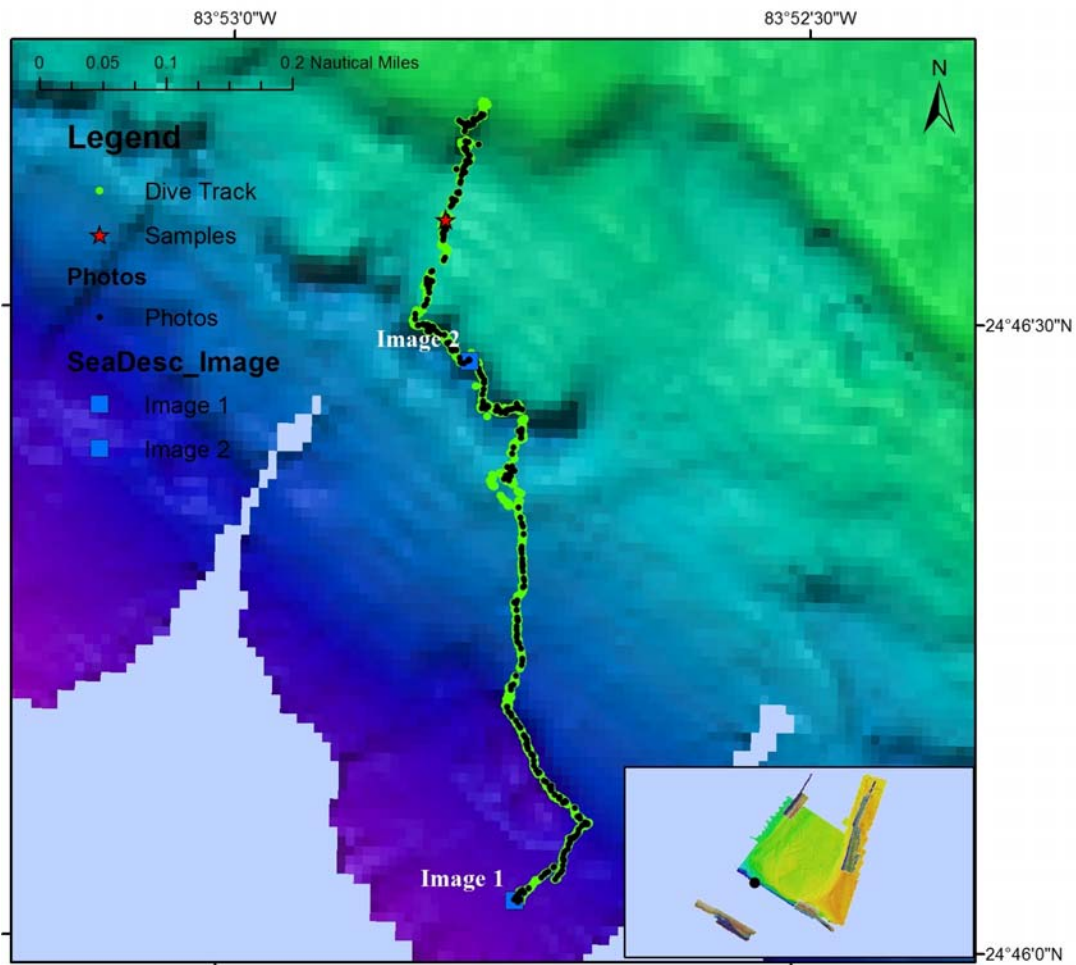 83°53'0"W
83°52'30"W
0 0.05 0.1 0.2 Nautical Miles
N
Legend
Dive Track
Samples
Photos
Photos
24°46'30"N
Image 2
SeaDesc_Image
Image 1
Image 2
Image 1
24°46'0"N